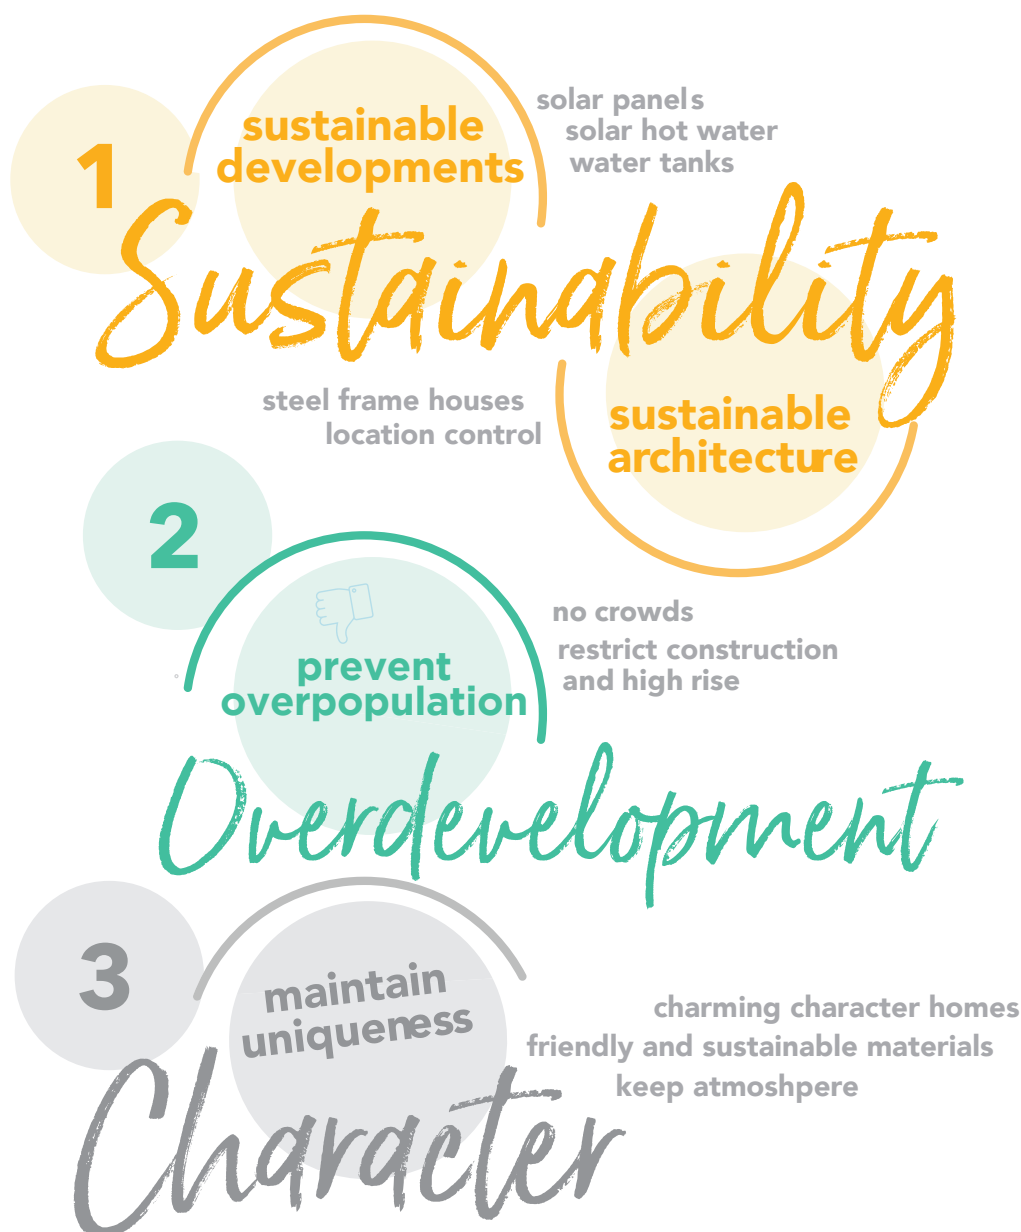 1
sustainable
developments
solar panels
solar hot water
water tanks
Sustainability
steel frame houses
location control
sustainable
architecture
2
prevent
overpopulation
no crowds
restrict construction
and high rise
Overdevelopment
3
maintain
uniqueness
charming character homes
friendly and sustainable materials
keep atmoshpere
Character